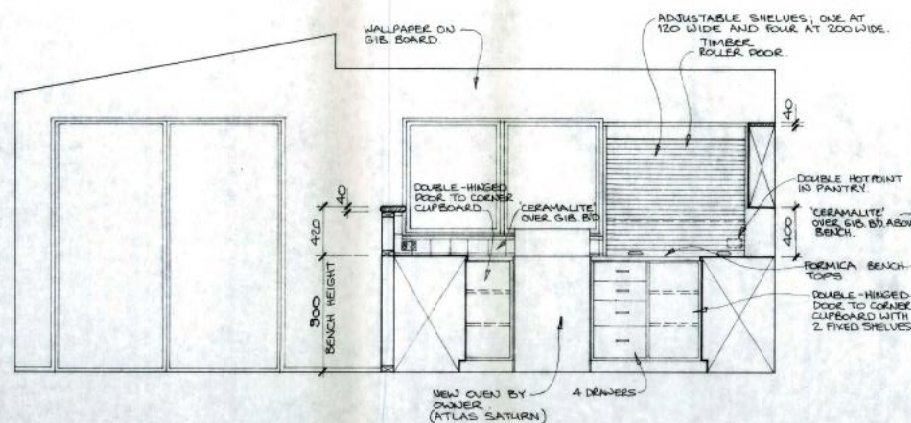 WALLPAPER ON
GIB. BOARD.
ADJUSTABLE SHELVES; ONE AT
120 WIDE AND FOUR AT 200 WIDE.
TIMBER
ROLLER DOOR.
40
DOUBLE-HINGED
DOOR TO CORNER
CUPBOARD
'CERAMALITE'
OVER GIB. BD.
40
420
900
BENCH HEIGHT
DOUBLE HOTPOINT
IN PANTRY.
'CERAMALITE'
OVER GIB. BD. ABOVE
BENCH.
400
FORMICA BENCH
TOPS
DOUBLE-HINGED
DOOR TO CORNER
CUPBOARD WITH
2 FIXED SHELVES
NEW OVEN BY
OWNER.
(ATLAS SATURN)
4 DRAWERS